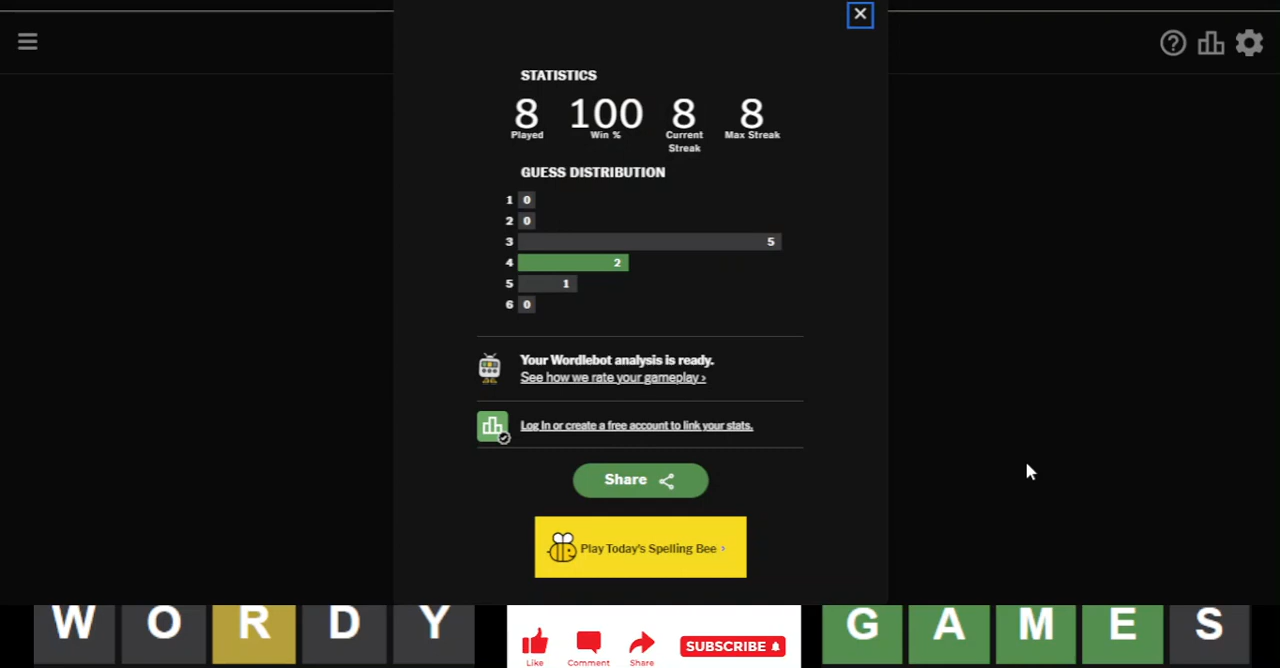 STATISTICS
8 100 8 8
Played Win % Current Streak Max Streak
GUESS DISTRIBUTION
1 0
2 0
3 5
4 2
5 1
6 0
Your Wordlebot analysis is ready.
See how we rate your gameplay ›
Log In or create a free account to link your stats.
Share
Play Today's Spelling Bee ›
WORDY
Like Comment Share
SUBSCRIBE
GAMES